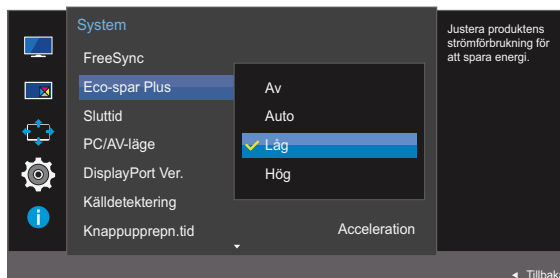 System
FreeSync
Eco-spar Plus
Sluttid
PC/AV-läge
DisplayPort Ver.
Källdetektering
Knappupprepn.tid
Acceleration
Av
Auto
Låg
Hög
Justera produktens
strömförbrukning för
att spara energi.
Tillbaka